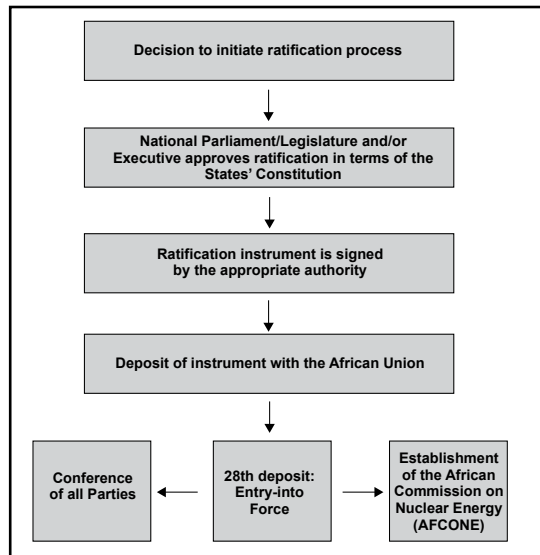 Decision to initiate ratification process
National Parliament/Legislature and/or
Executive approves ratification in terms of the
States' Constitution
Ratification instrument is signed
by the appropriate authority
Deposit of instrument with the African Union
Conference
of all Parties
28th deposit:
Entry-into
Force
Establishment
of the African
Commission on
Nuclear Energy
(AFCONE)